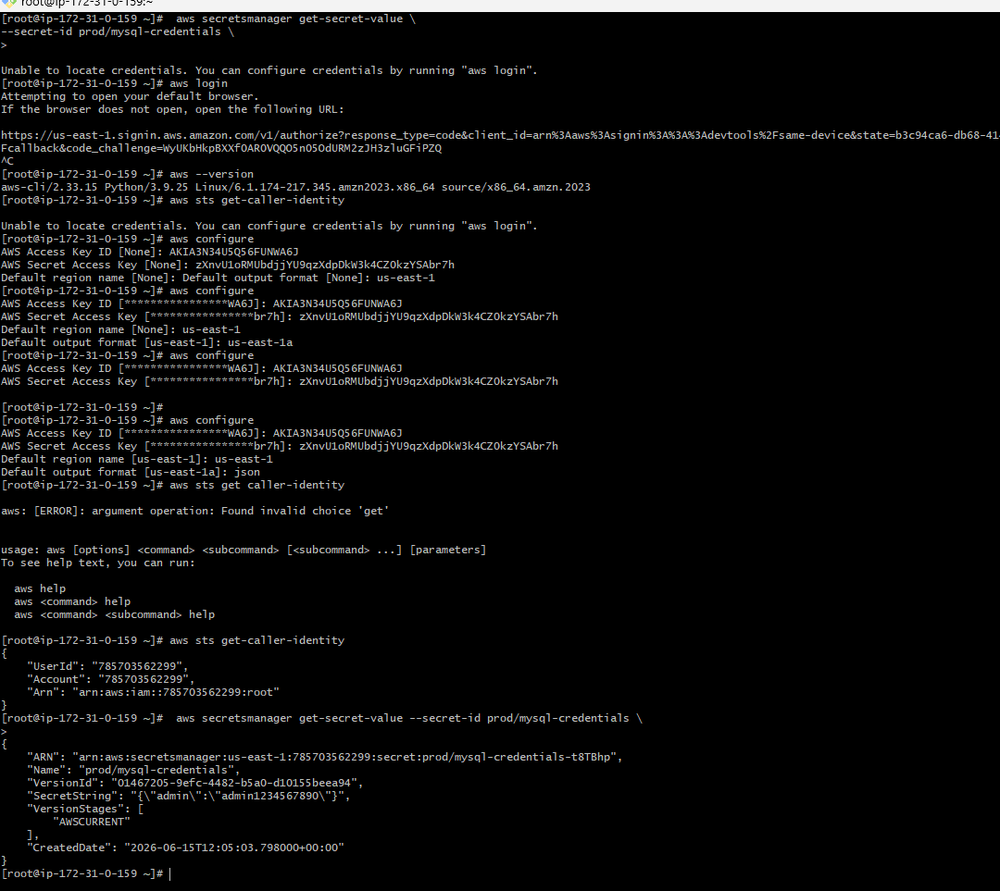 root@ip-172-31-0-159:~
[root@ip-172-31-0-159 ~]#  aws secretsmanager get-secret-value \
--secret-id prod/mysql-credentials \
>
Unable to locate credentials. You can configure credentials by running "aws login".
[root@ip-172-31-0-159 ~]# aws login
Attempting to open your default browser.
If the browser does not open, open the following URL:
https://us-east-1.signin.aws.amazon.com/v1/authorize?response_type=code&client_id=arn%3Aaws%3Asignin%3A%3A%3Adevtools%2Fsame-device&state=b3c94ca6-db68-414
Fcallback&code_challenge=WyUKbHkpBXXfOAROVQQO5nO5OdURM2zJH3zluGFiPZQ
^C
[root@ip-172-31-0-159 ~]# aws --version
aws-cli/2.33.15 Python/3.9.25 Linux/6.1.174-217.345.amzn2023.x86_64 source/x86_64.amzn.2023
[root@ip-172-31-0-159 ~]# aws sts get-caller-identity
Unable to locate credentials. You can configure credentials by running "aws login".
[root@ip-172-31-0-159 ~]# aws configure
AWS Access Key ID [None]: AKIA3N34U5Q56FUNWA6J
AWS Secret Access Key [None]: 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
Default region name [None]: Default output format [None]: us-east-1
[root@ip-172-31-0-159 ~]# aws configure
AWS Access Key ID [****************WA6J]: AKIA3N34U5Q56FUNWA6J
AWS Secret Access Key [****************br7h]: 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
Default region name [None]: us-east-1
Default output format [us-east-1]: us-east-1a
[root@ip-172-31-0-159 ~]# aws configure
AWS Access Key ID [****************WA6J]: AKIA3N34U5Q56FUNWA6J
AWS Secret Access Key [****************br7h]: 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
[root@ip-172-31-0-159 ~]#
[root@ip-172-31-0-159 ~]# aws configure
AWS Access Key ID [****************WA6J]: AKIA3N34U5Q56FUNWA6J
AWS Secret Access Key [****************br7h]: 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
Default region name [us-east-1]: us-east-1
Default output format [us-east-1a]: json
[root@ip-172-31-0-159 ~]# aws sts get caller-identity
aws: [ERROR]: argument operation: Found invalid choice 'get'
usage: aws [options] <command> <subcommand> [<subcommand> ...] [parameters]
To see help text, you can run:
  aws help
  aws <command> help
  aws <command> <subcommand> help
[root@ip-172-31-0-159 ~]# aws sts get-caller-identity
{
    "UserId": "785703562299",
    "Account": "785703562299",
    "Arn": "arn:aws:iam::785703562299:root"
}
[root@ip-172-31-0-159 ~]#  aws secretsmanager get-secret-value --secret-id prod/mysql-credentials \
>
{
    "ARN": "arn:aws:secretsmanager:us-east-1:785703562299:secret:prod/mysql-credentials-t8TBhp",
    "Name": "prod/mysql-credentials",
    "VersionId": "01467205-9efc-4482-b5a0-d10155beea94",
    "SecretString": "{\"admin\":\"admin1234567890\"}",
    "VersionStages": [
        "AWSCURRENT"
    ],
    "CreatedDate": "2026-06-15T12:05:03.798000+00:00"
}
[root@ip-172-31-0-159 ~]#